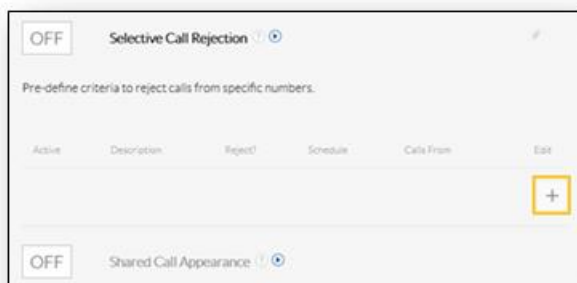 OFF Selective Call Rejection
Pre-define criteria to reject calls from specific numbers.
Active Description Reject? Schedule Calls From Edit
+
OFF Shared Call Appearance